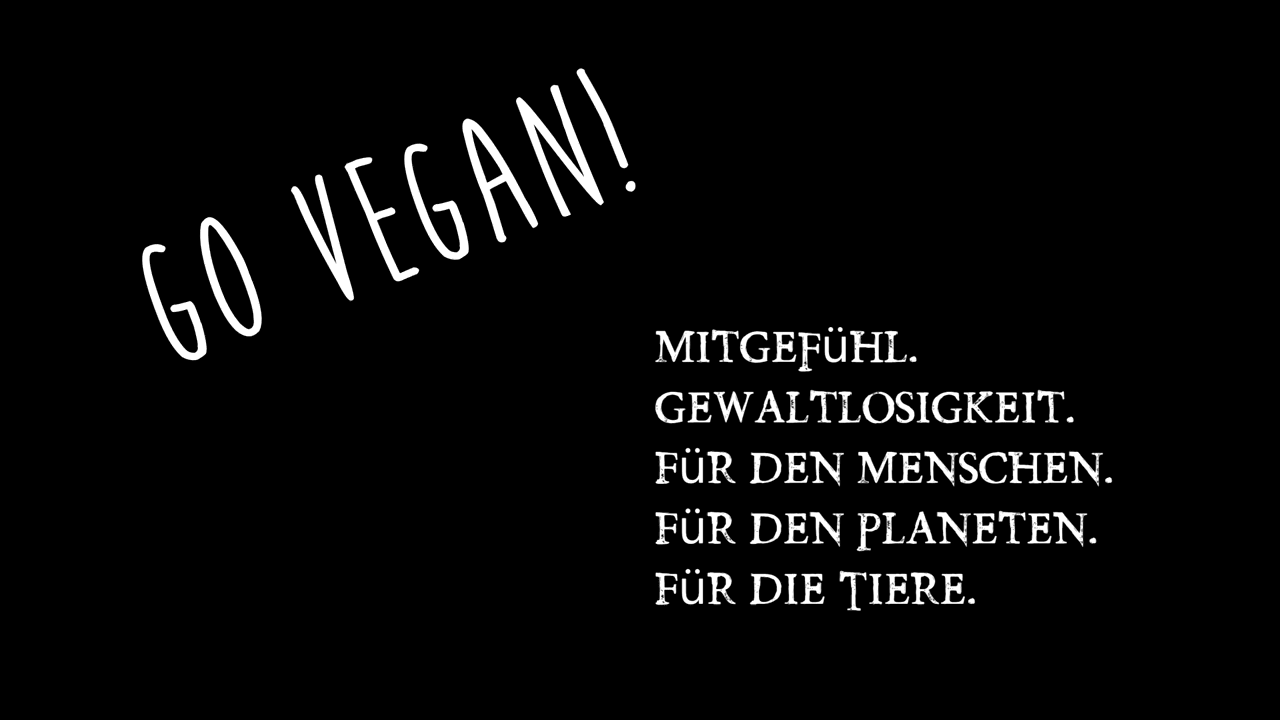 GO VEGAN!
MITGEFÜHL.
GEWALTLOSIGKEIT.
FÜR DEN MENSCHEN.
FÜR DEN PLANETEN.
FÜR DIE TIERE.